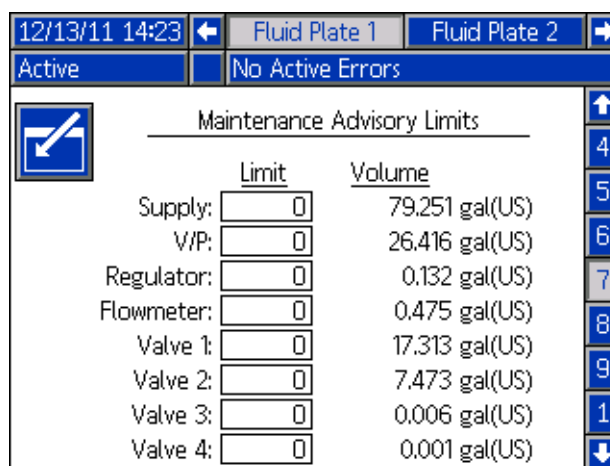 12/13/11 14:23 Fluid Plate 1 Fluid Plate 2
Active No Active Errors
Maintenance Advisory Limits
Limit Volume
Supply: 0 79.251 gal(US)
V/P: 0 26.416 gal(US)
Regulator: 0 0.132 gal(US)
Flowmeter: 0 0.475 gal(US)
Valve 1: 0 17.313 gal(US)
Valve 2: 0 7.473 gal(US)
Valve 3: 0 0.006 gal(US)
Valve 4: 0 0.001 gal(US)
4
5
6
7
8
9
1